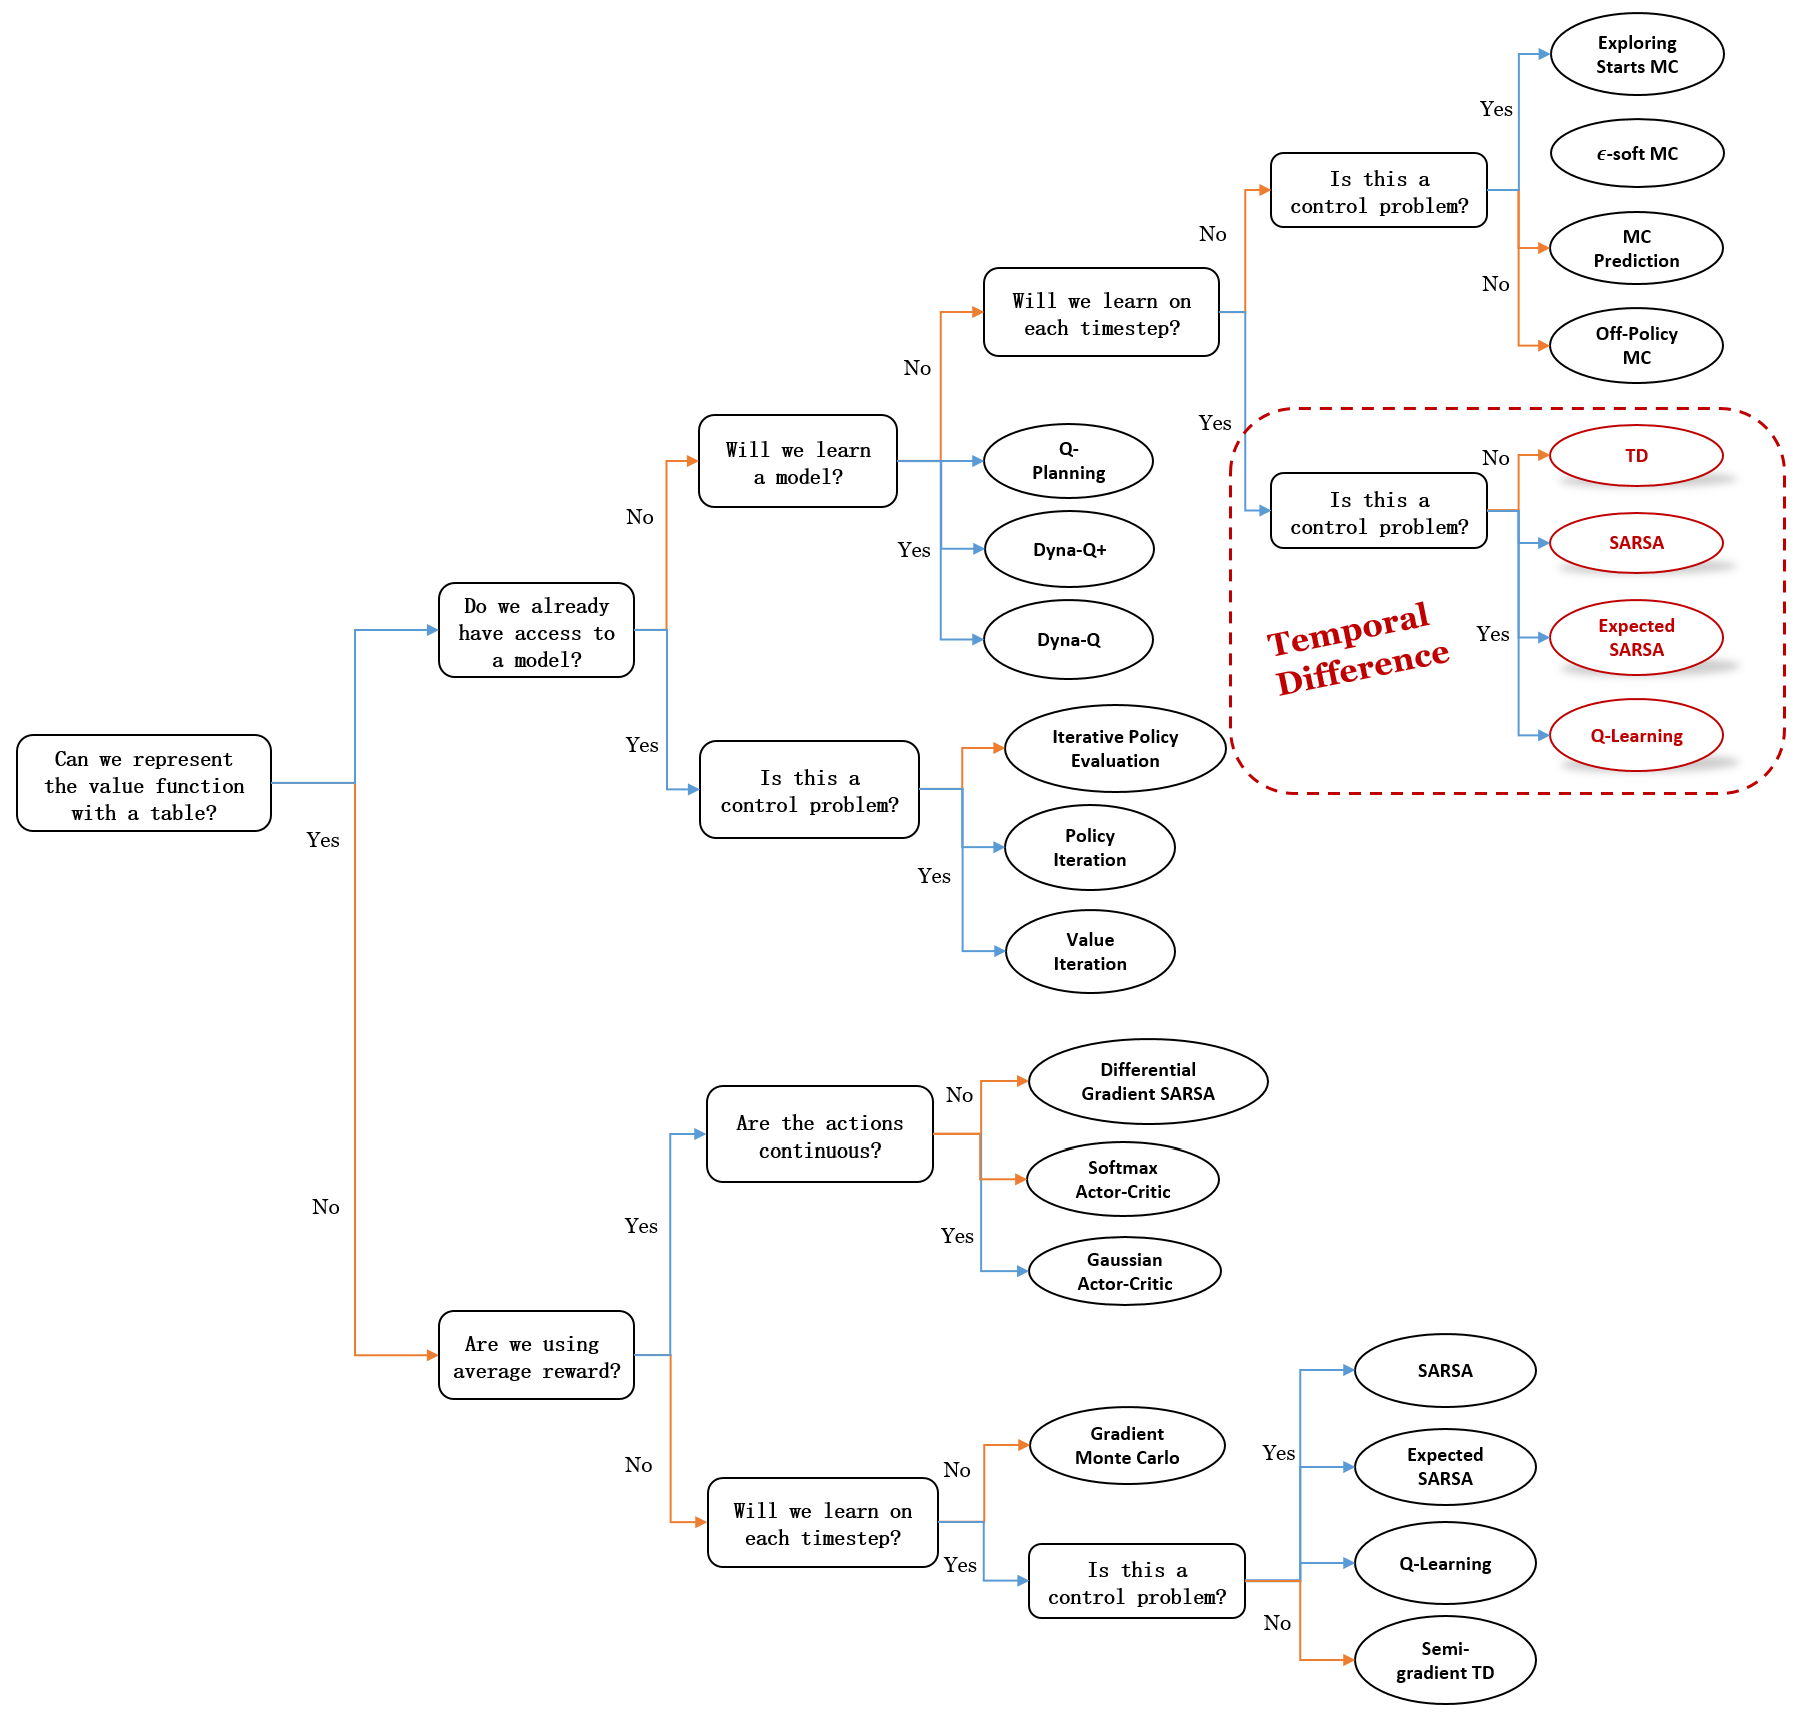 Exploring
Starts MC
Yes
ϵ-soft MC
Is this a
control problem?
MC
Prediction
No
No
Will we learn on
each timestep?
Off-Policy
MC
No
Yes
Will we learn
a model?
Q-
Planning
No
TD
Is this a
control problem?
No
Yes
Dyna-Q+
SARSA
Do we already
have access to
a model?
Dyna-Q
Temporal
Difference
Yes
Expected
SARSA
Yes
Iterative Policy
Evaluation
Q-Learning
Can we represent
the value function
with a table?
Is this a
control problem?
Yes
Policy
Iteration
Yes
Value
Iteration
Differential
Gradient SARSA
No
Are the actions
continuous?
Softmax
Actor-Critic
No
Yes
Yes
Gaussian
Actor-Critic
Are we using
average reward?
SARSA
Gradient
Monte Carlo
Yes
No
No
Expected
SARSA
Will we learn on
each timestep?
Yes
Is this a
control problem?
Q-Learning
No
Semi-
gradient TD